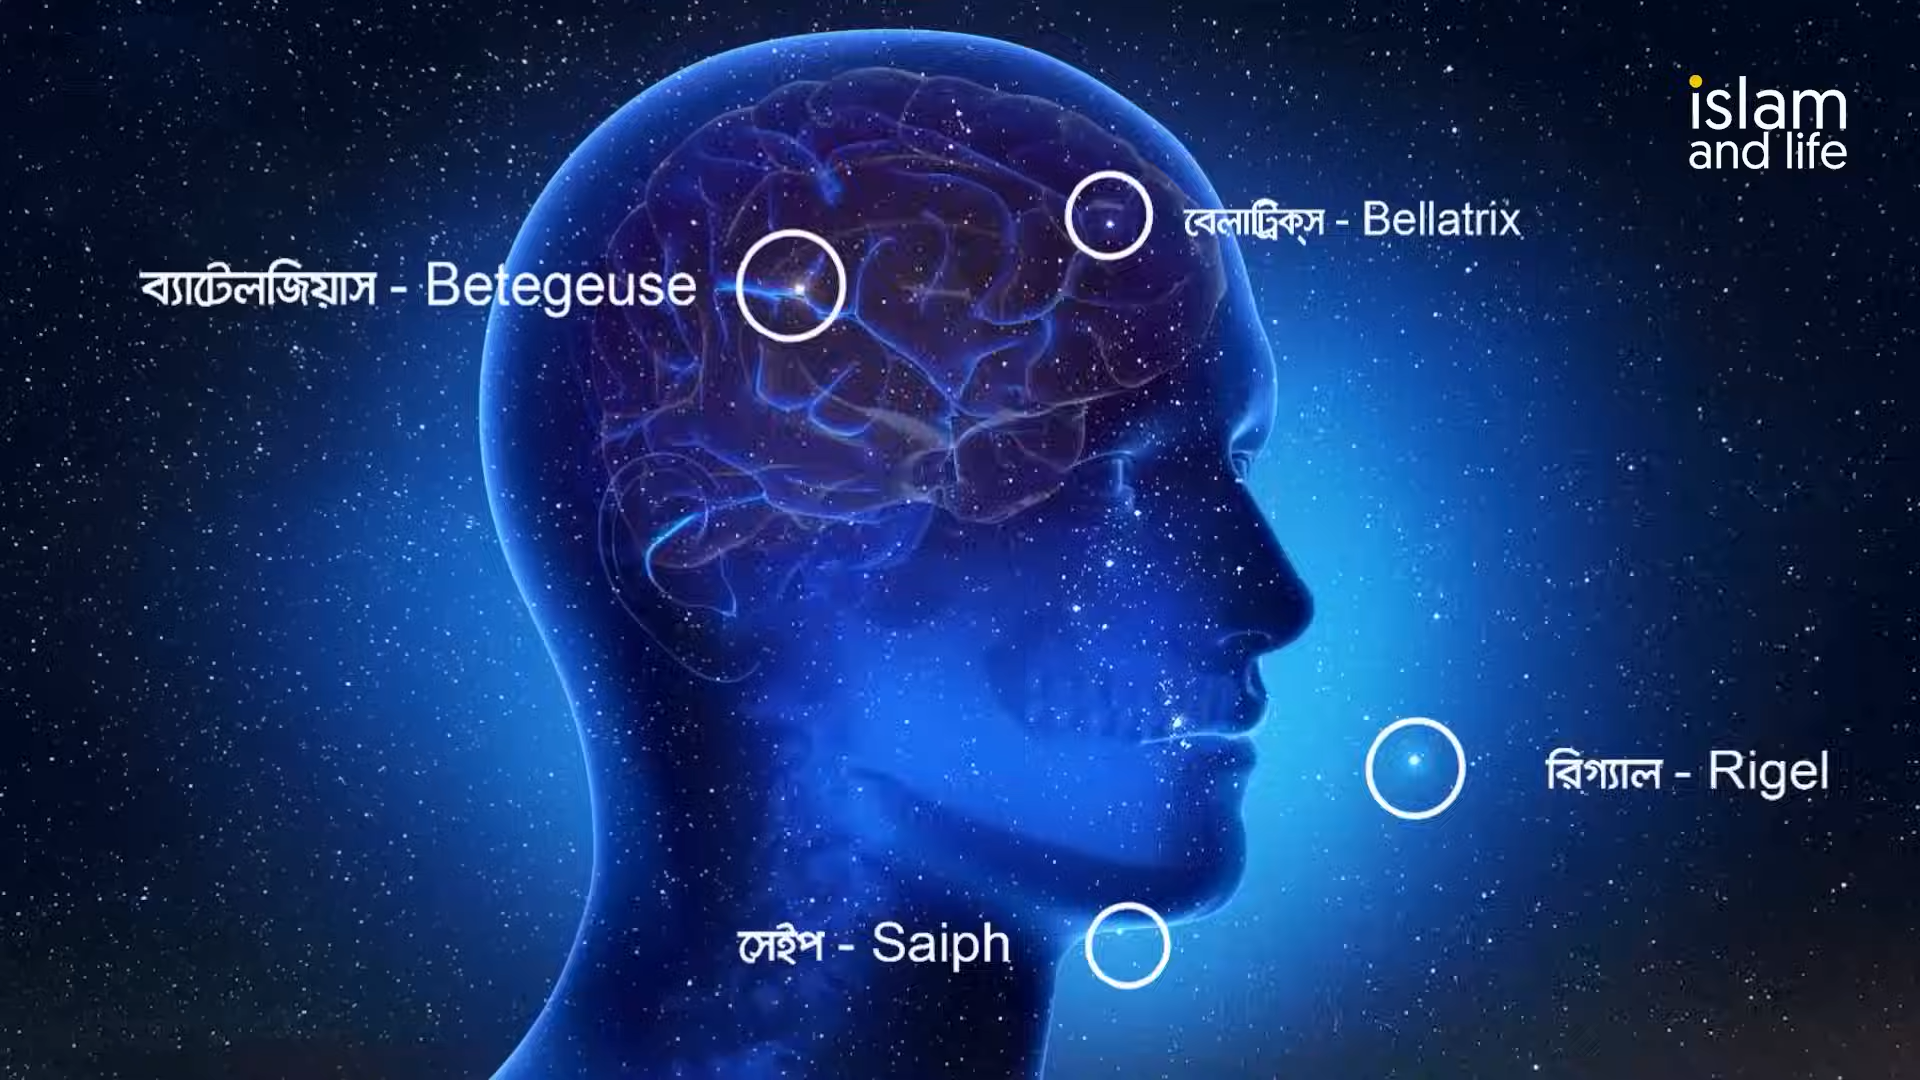 islam
and life
বেলাট্রিক্স - Bellatrix
ব্যাটেলজিয়াস - Betegeuse
রিগ্যাল - Rigel
সেইপ - Saiph